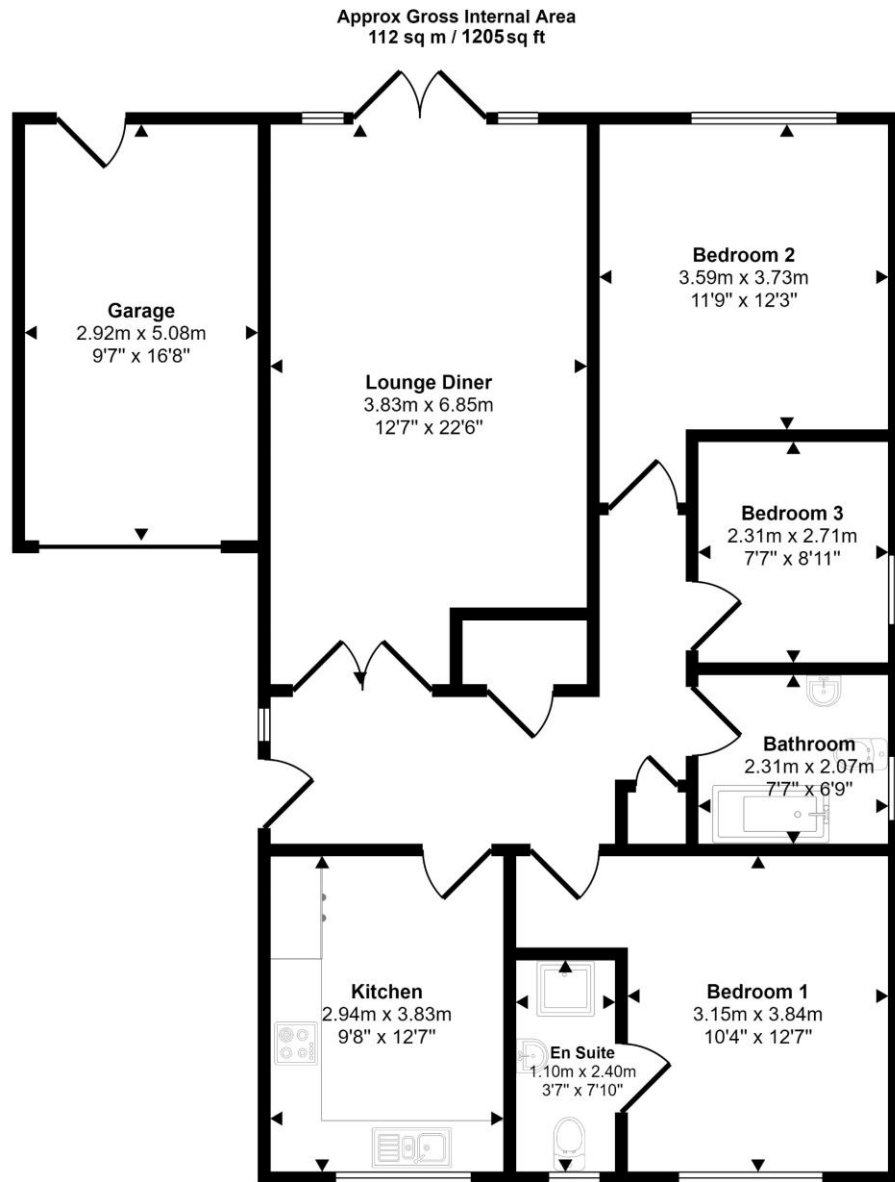 Approx Gross Internal Area
112 sq m / 1205 sq ft
Bedroom 2
3.59m x 3.73m
11'9" x 12'3"
Garage
2.92m x 5.08m
9'7" x 16'8"
Lounge Diner
3.83m x 6.85m
12'7" x 22'6"
Bedroom 3
2.31m x 2.71m
7'7" x 8'11"
Bathroom
2.31m x 2.07m
7'7" x 6'9"
Kitchen
2.94m x 3.83m
9'8" x 12'7"
Bedroom 1
3.15m x 3.84m
10'4" x 12'7"
En Suite
1.10m x 2.40m
3'7" x 7'10"